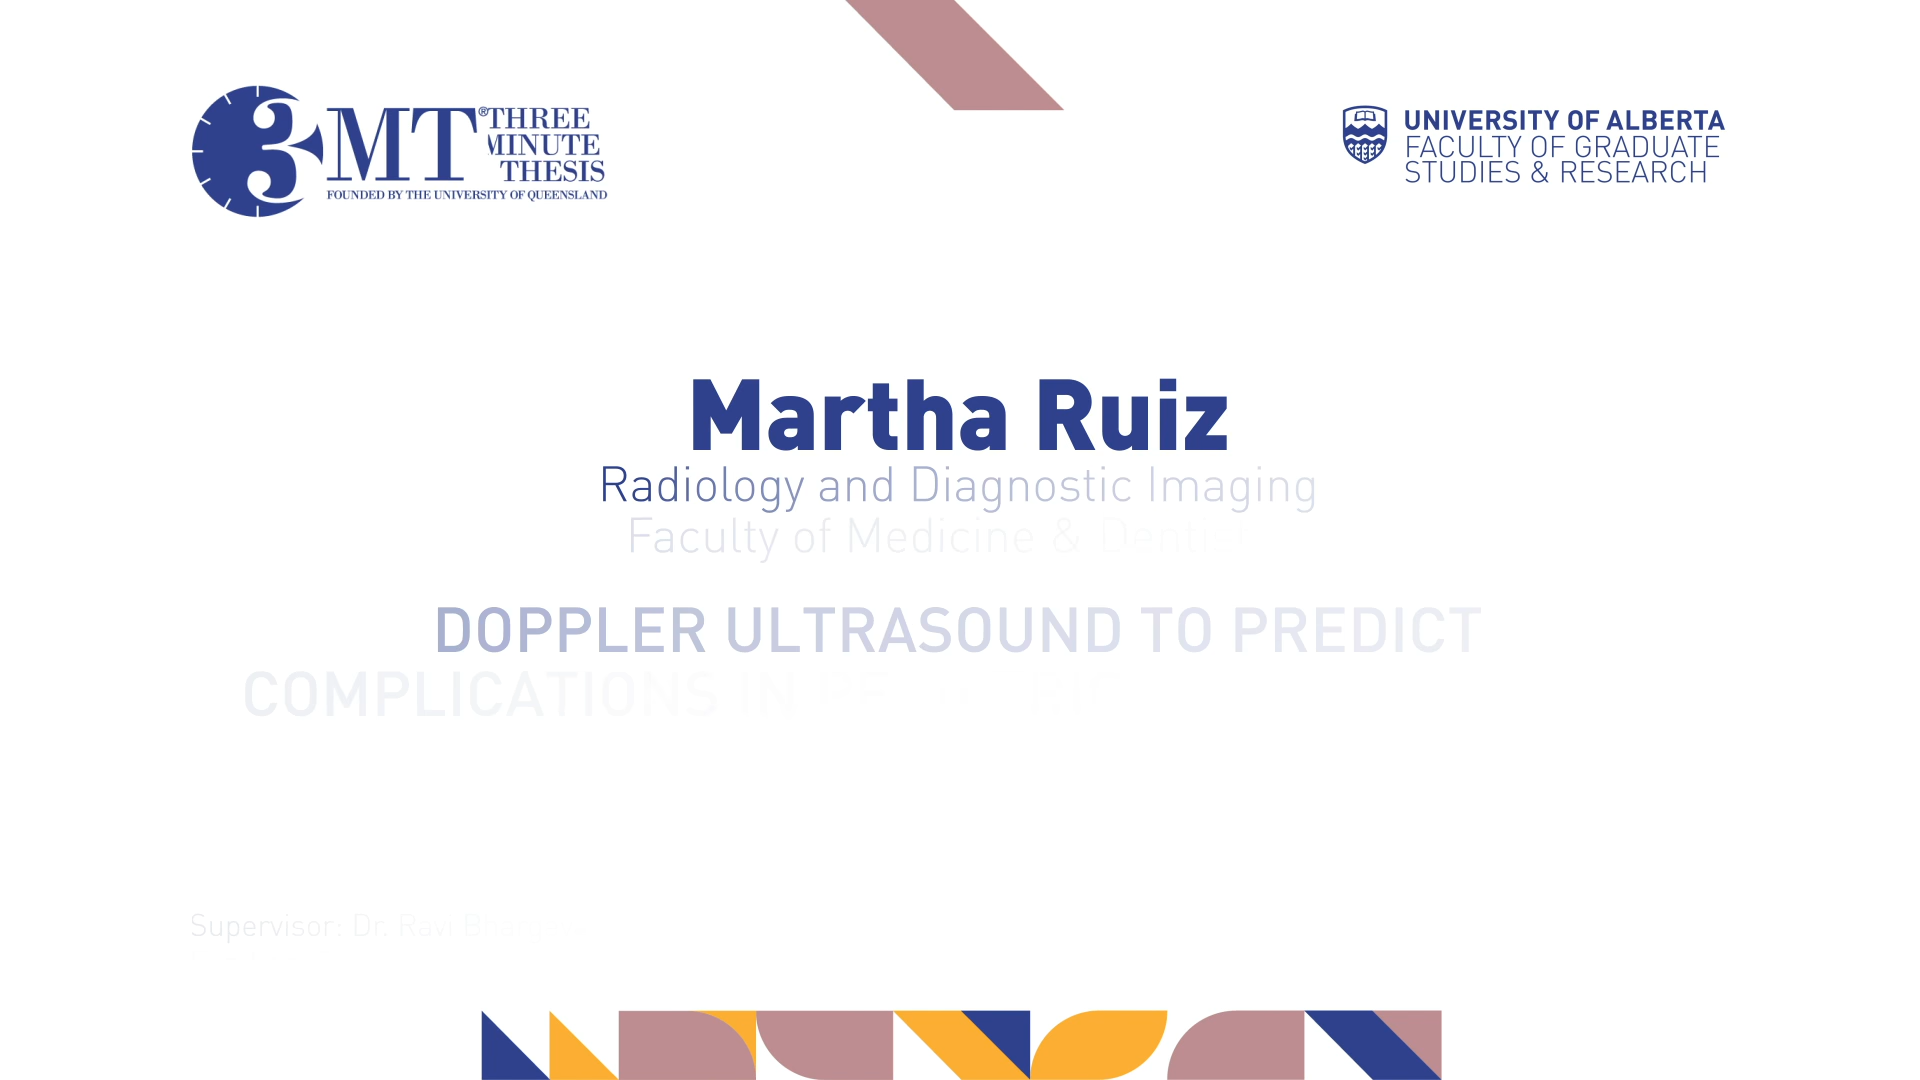 3MT® THREE
MINUTE
THESIS
FOUNDED BY THE UNIVERSITY OF QUEENSLAND
UNIVERSITY OF ALBERTA
FACULTY OF GRADUATE
STUDIES & RESEARCH
Martha Ruiz
Radiology and Diagnostic Imaging
Faculty of Medicine &
DOPPLER ULTRASOUND TO PREDICT
COMPLICATIONS IN
Supervisor: Dr. Ravi